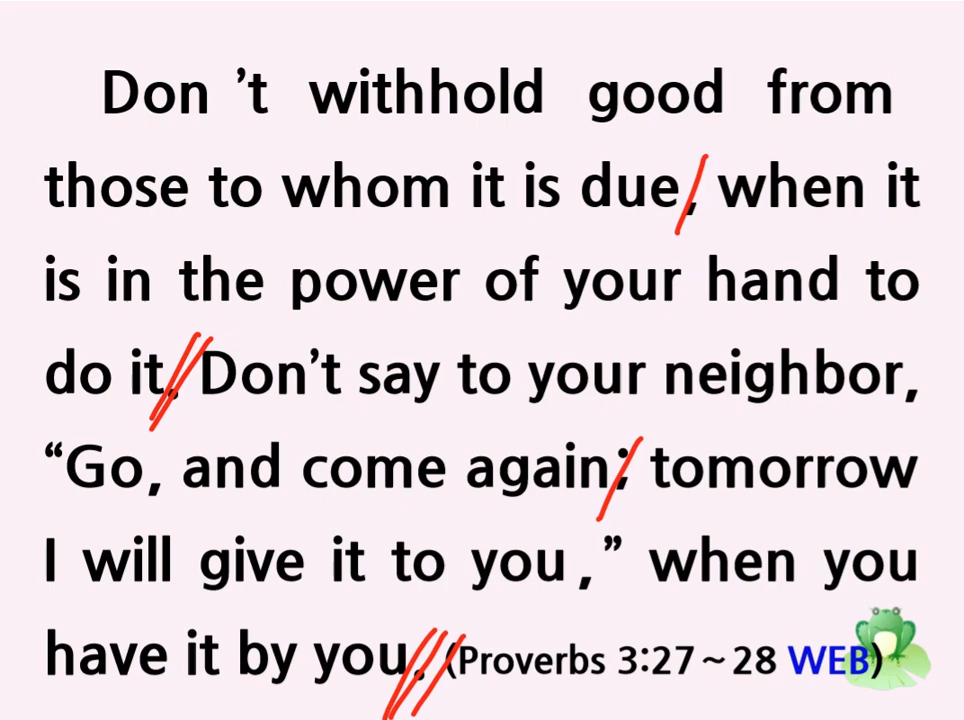 Don't withhold good from
those to whom it is due, when it
is in the power of your hand to
do it, Don't say to your neighbor,
“Go, and come again; tomorrow
I will give it to you,” when you
have it by you, (Proverbs 3:27~28 WEB)